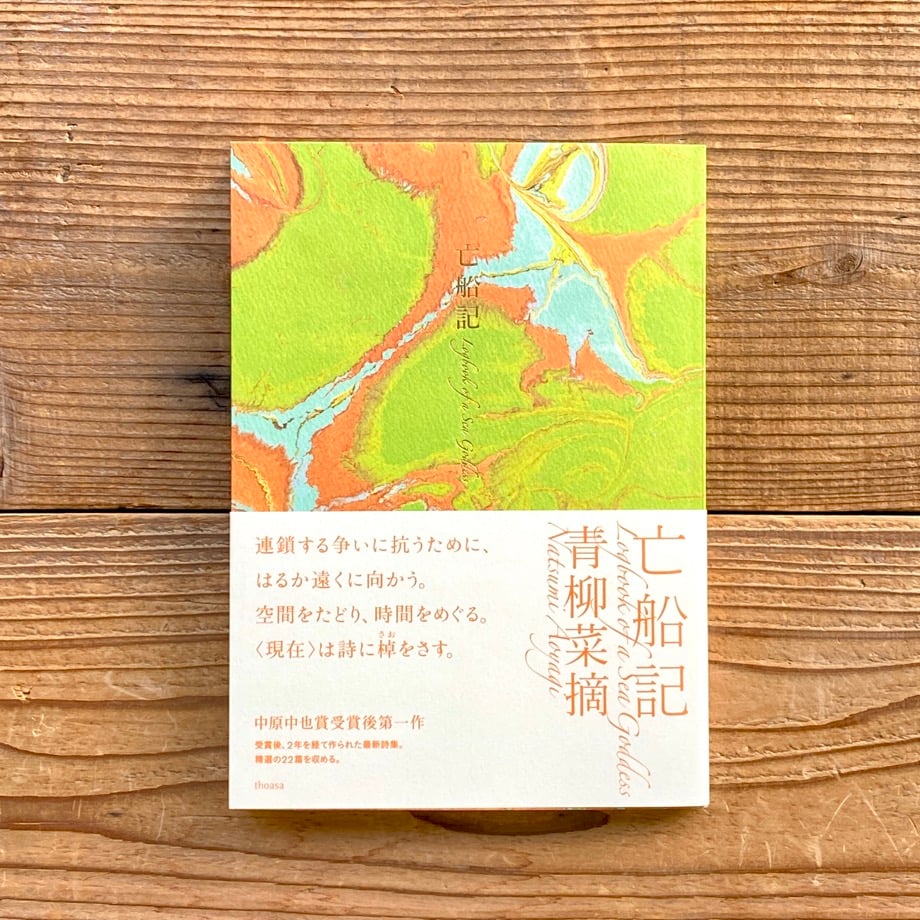 亡船記
Logbook of a Sea Goddess
亡船記
Logbook of a Sea Goddess
青柳菜摘
Natsumi Aoyagi
連鎖する争いに抗うために、
はるか遠くに向かう。
空間をたどり、時間をめぐる。
さお
〈現在〉は詩に棹をさす。
中原中也賞受賞後第一作
受賞後、2年を経て作られた最新詩集。
精選の22篇を収める。
thoasa